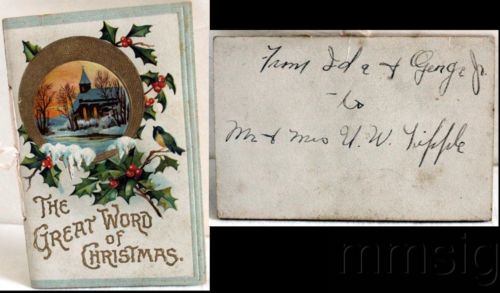 THE
GREAT WORD
OF
CHRISTMAS.
From Ida & George Jr.
to
Mr & Mrs U. W. Tipple
mmsig